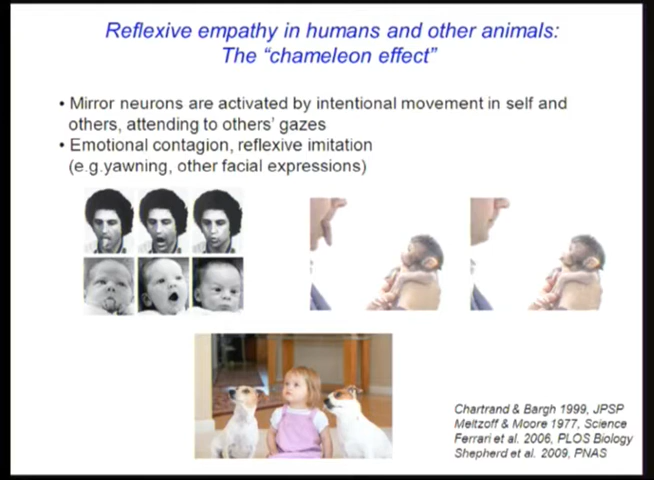 Reflexive empathy in humans and other animals:
The “chameleon effect”
• Mirror neurons are activated by intentional movement in self and
others, attending to others’ gazes
• Emotional contagion, reflexive imitation
(e.g.yawning, other facial expressions)
Chartrand & Bargh 1999, JPSP
Meltzoff & Moore 1977, Science
Ferrari et al. 2006, PLOS Biology
Shepherd et al. 2009, PNAS